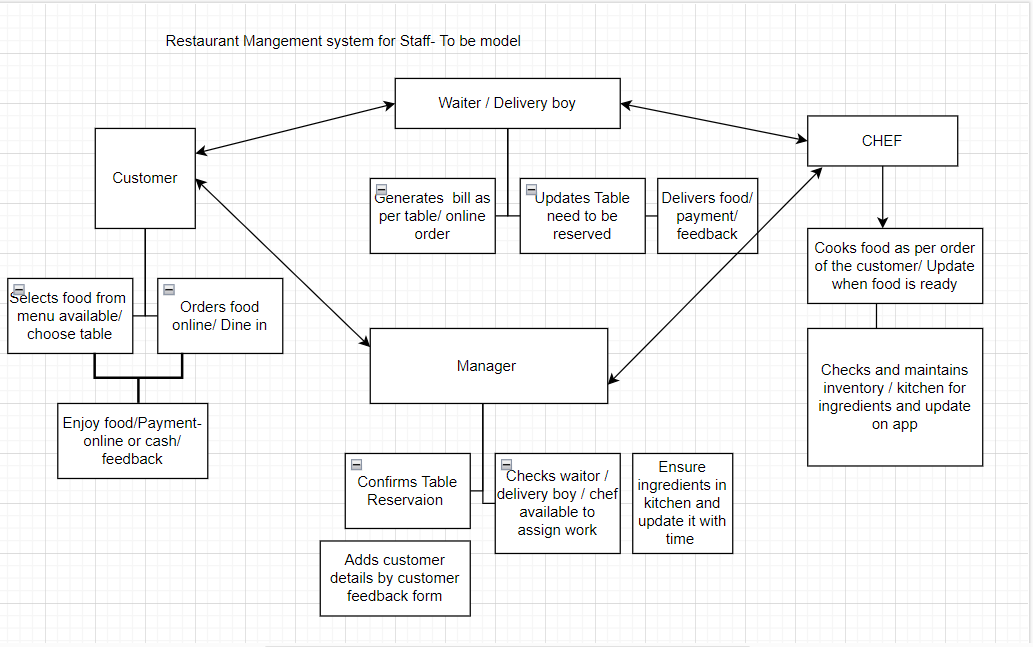 Restaurant Mangement system for Staff- To be model
Waiter / Delivery boy
CHEF
Customer
Generates bill as
per table/ online
order
Updates Table
need to be
reserved
Delivers food/
payment/
feedback
Cooks food as per order
of the customer/ Update
when food is ready
Selects food from
menu available/
choose table
Orders food
online/ Dine in
Manager
Checks and maintains
inventory / kitchen for
ingredients and update
on app
Enjoy food/Payment-
online or cash/
feedback
Confirms Table
Reservaion
Checks waitor /
delivery boy / chef
available to
assign work
Ensure
ingredients in
kitchen and
update it with
time
Adds customer
details by customer
feedback form